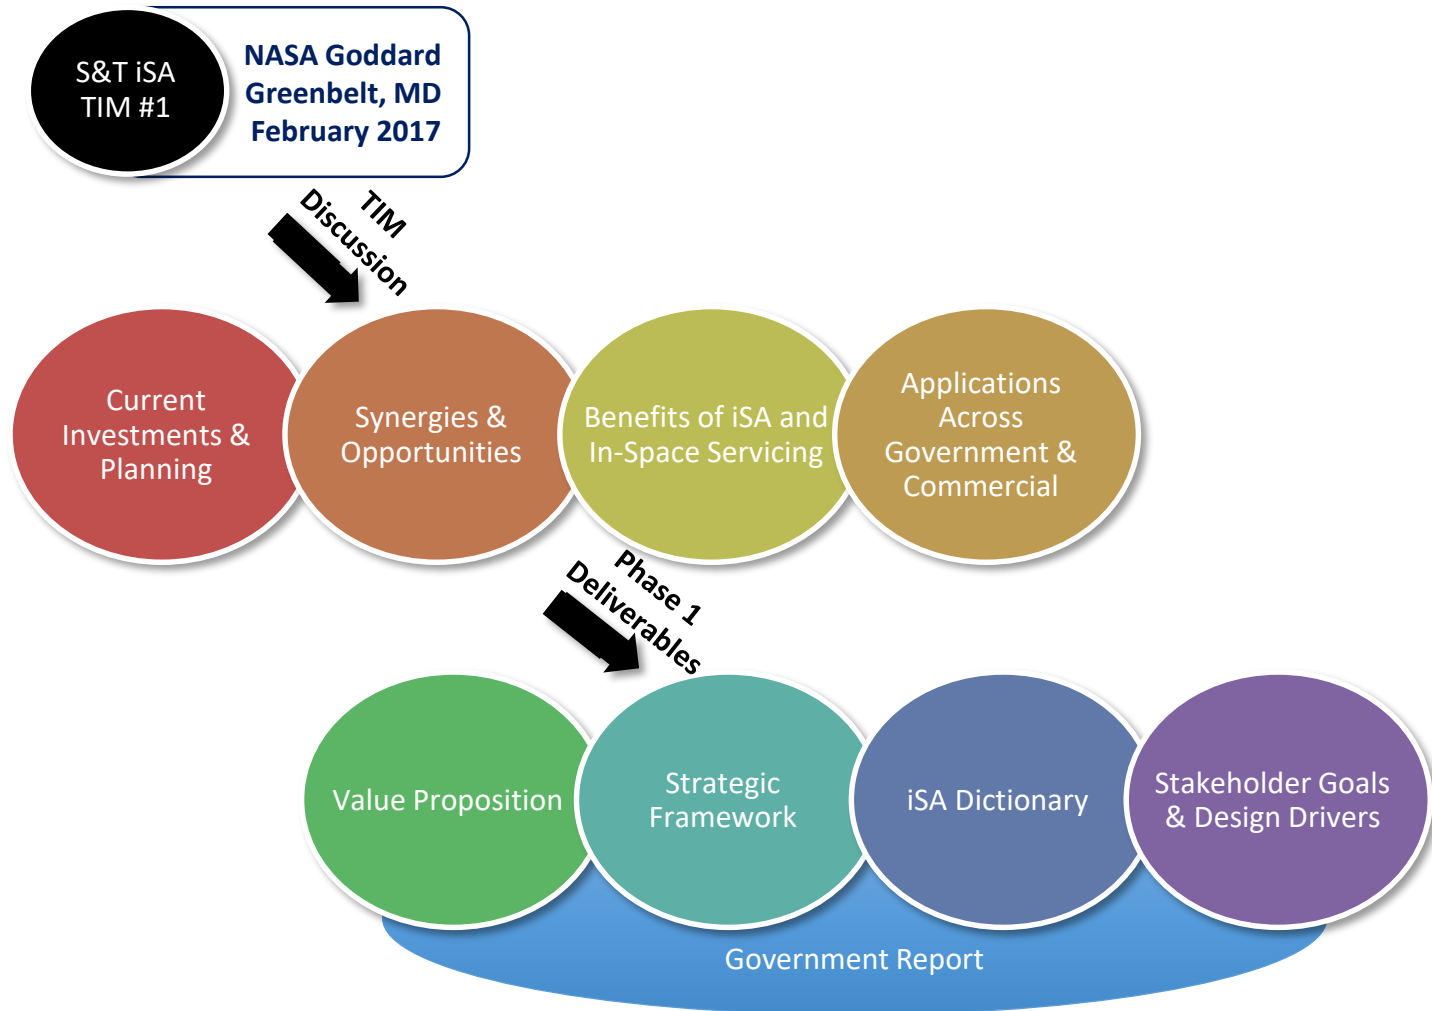 S&T iSA
TIM #1
NASA Goddard
Greenbelt, MD
February 2017
TIM
Discussion
Current
Investments &
Planning
Synergies &
Opportunities
Benefits of iSA and
In-Space Servicing
Applications
Across
Government &
Commercial
Phase 1
Deliverables
Value Proposition
Strategic
Framework
iSA Dictionary
Stakeholder Goals
& Design Drivers
Government Report